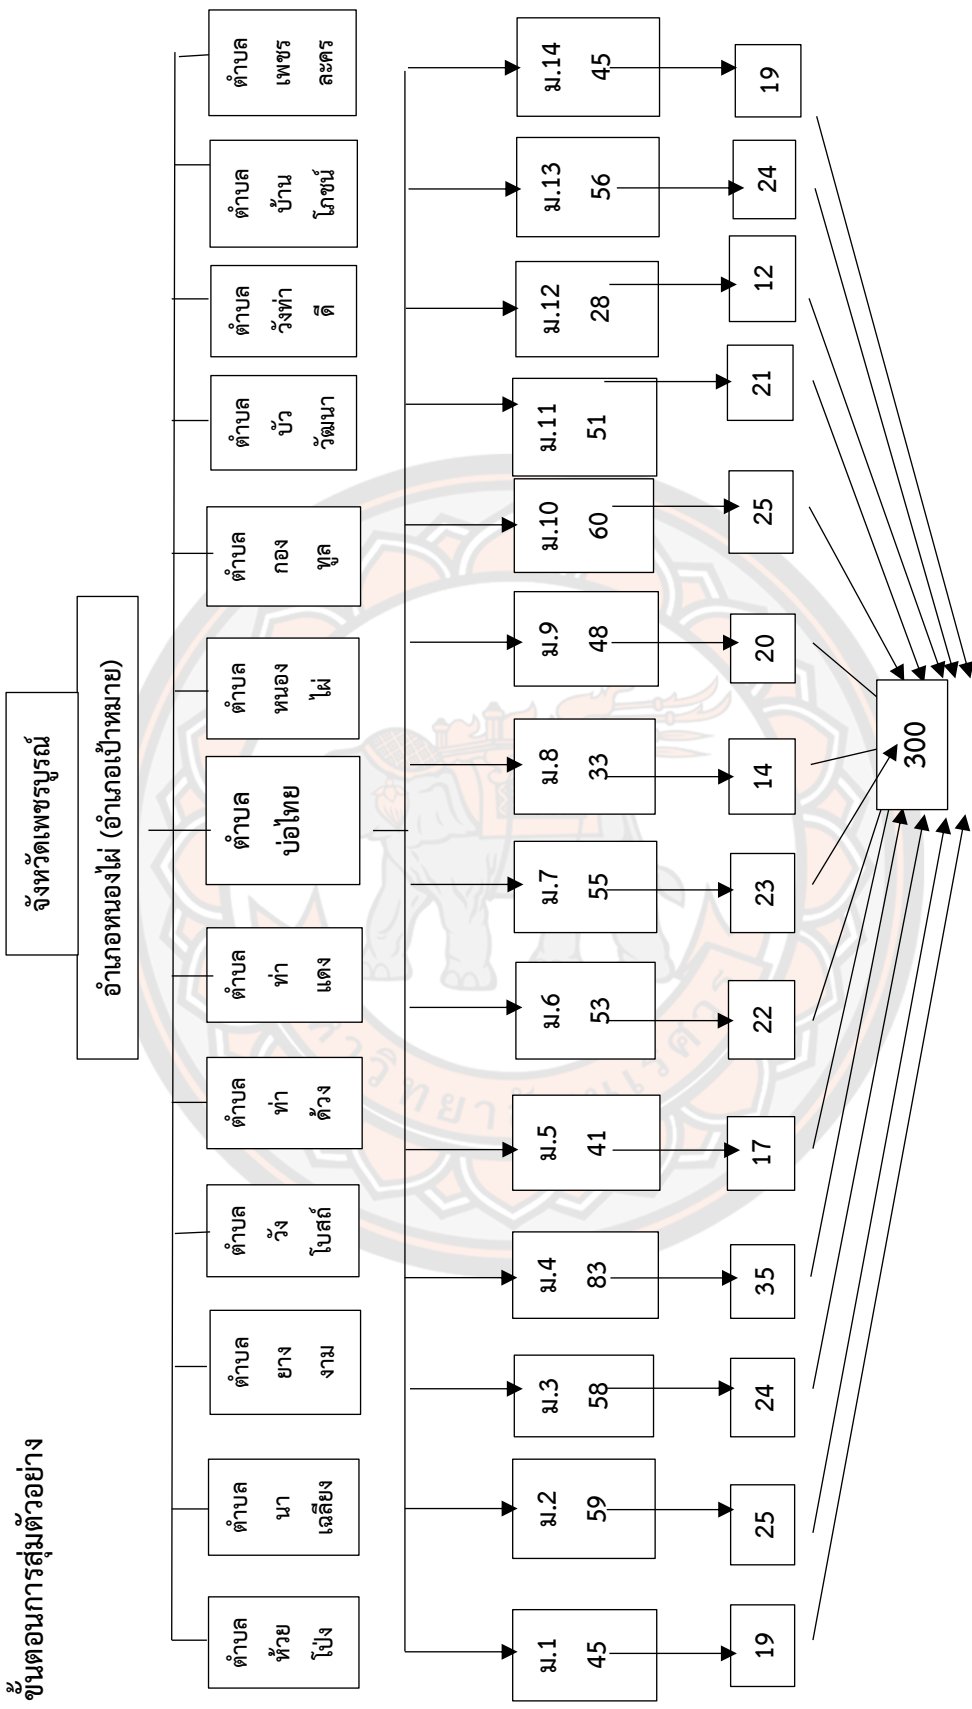 ขั้นตอนการสุ่มตัวอย่าง
จังหวัดเพชรบูรณ์
อำเภอหนองไผ่ (อำเภอเป้าหมาย)
ตำบล
ห้วย
โป่ง
ตำบล
นา
เฉลียง
ตำบล
ยาง
งาม
ตำบล
วัง
โบสถ์
ตำบล
ท่า
ด้วง
ตำบล
ท่า
แดง
ตำบล
บ่อไทย
ตำบล
หนอง
ไผ่
ตำบล
กอง
ทูล
ตำบล
บัว
วัฒนา
ตำบล
วังท่า
ดี
ตำบล
บ้าน
โภชน์
ตำบล
เพชร
ละคร
ม.1
45
ม.2
59
ม.3
58
ม.4
83
ม.5
41
ม.6
53
ม.7
55
ม.8
33
ม.9
48
ม.10
60
ม.11
51
ม.12
28
ม.13
56
ม.14
45
19
25
24
35
17
22
23
14
20
25
21
12
24
19
300